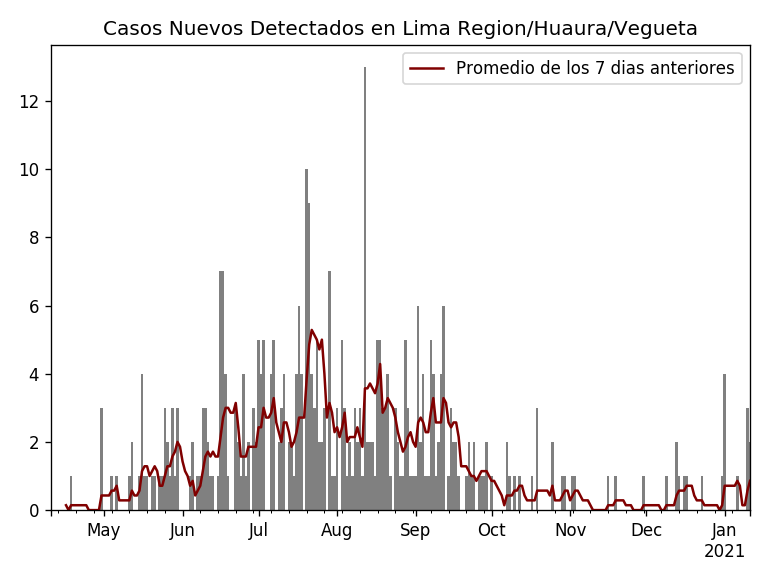 Casos Nuevos Detectados en Lima Region/Huaura/Vegueta
Promedio de los 7 dias anteriores
12
10
8
6
4
2
0
May Jun Jul Aug Sep Oct Nov Dec Jan
2021